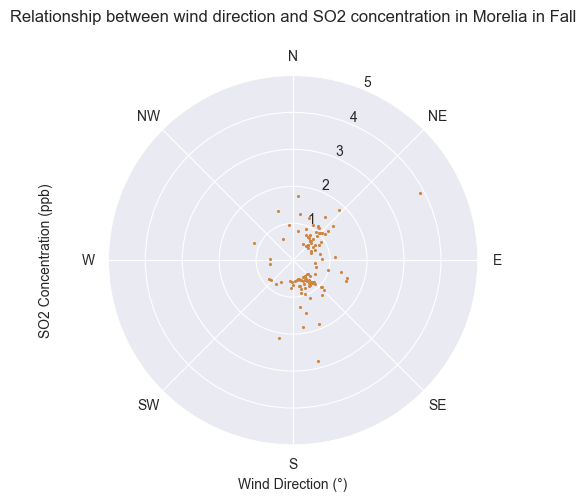 Relationship between wind direction and SO2 concentration in Morelia in Fall
N
5
NW
NE
4
3
2
1
W
E
SO2 Concentration (ppb)
SW
SE
S
Wind Direction (°)